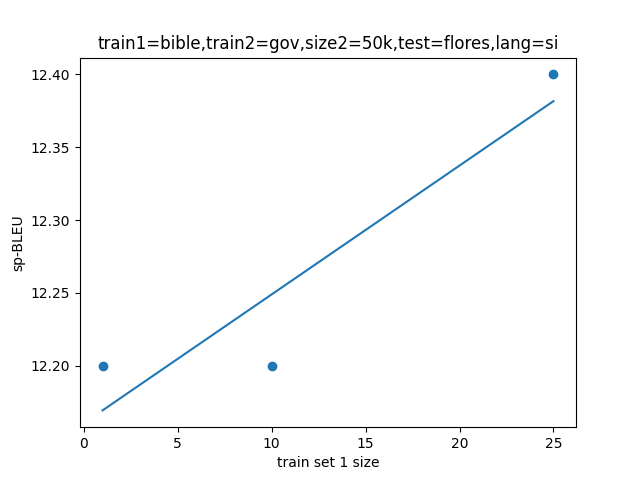 train1=bible,train2=gov,size2=50k,test=flores,lang=si
12.40
12.35
12.30
12.25
12.20
sp-BLEU
0 5 10 15 20 25
train set 1 size